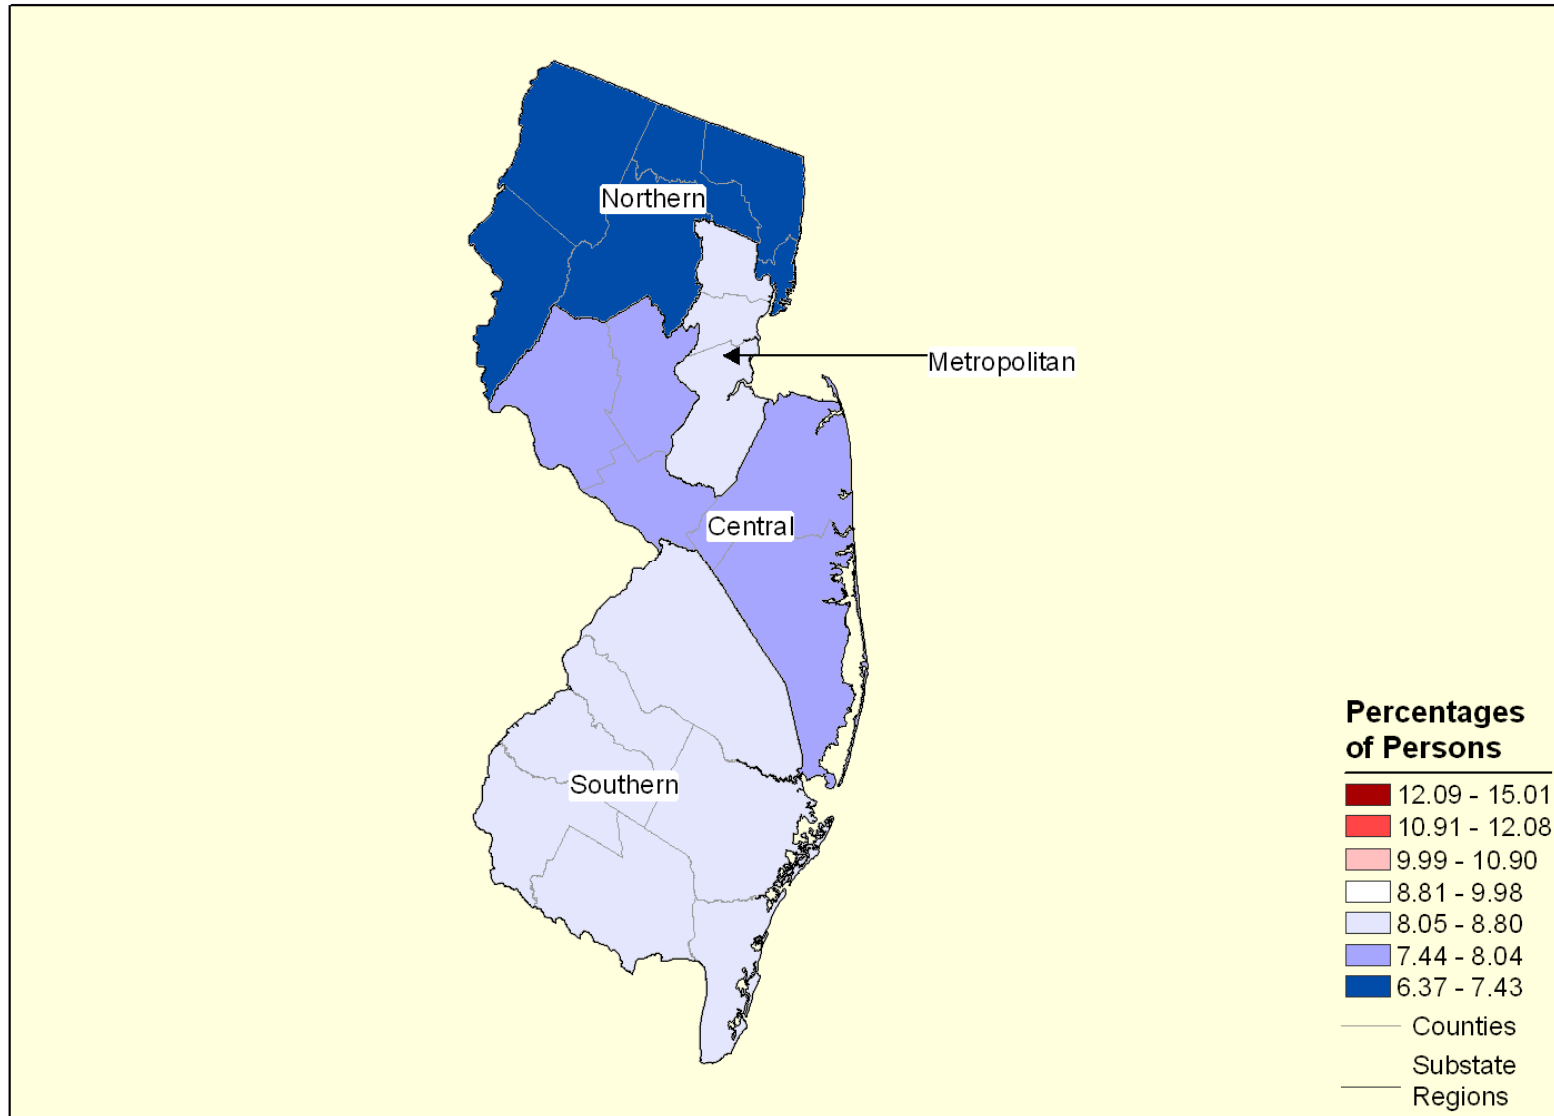 Northern
Metropolitan
Central
Southern
Percentages
of Persons
12.09 - 15.01
10.91 - 12.08
9.99 - 10.90
8.81 - 9.98
8.05 - 8.80
7.44 - 8.04
6.37 - 7.43
Counties
Substate
Regions